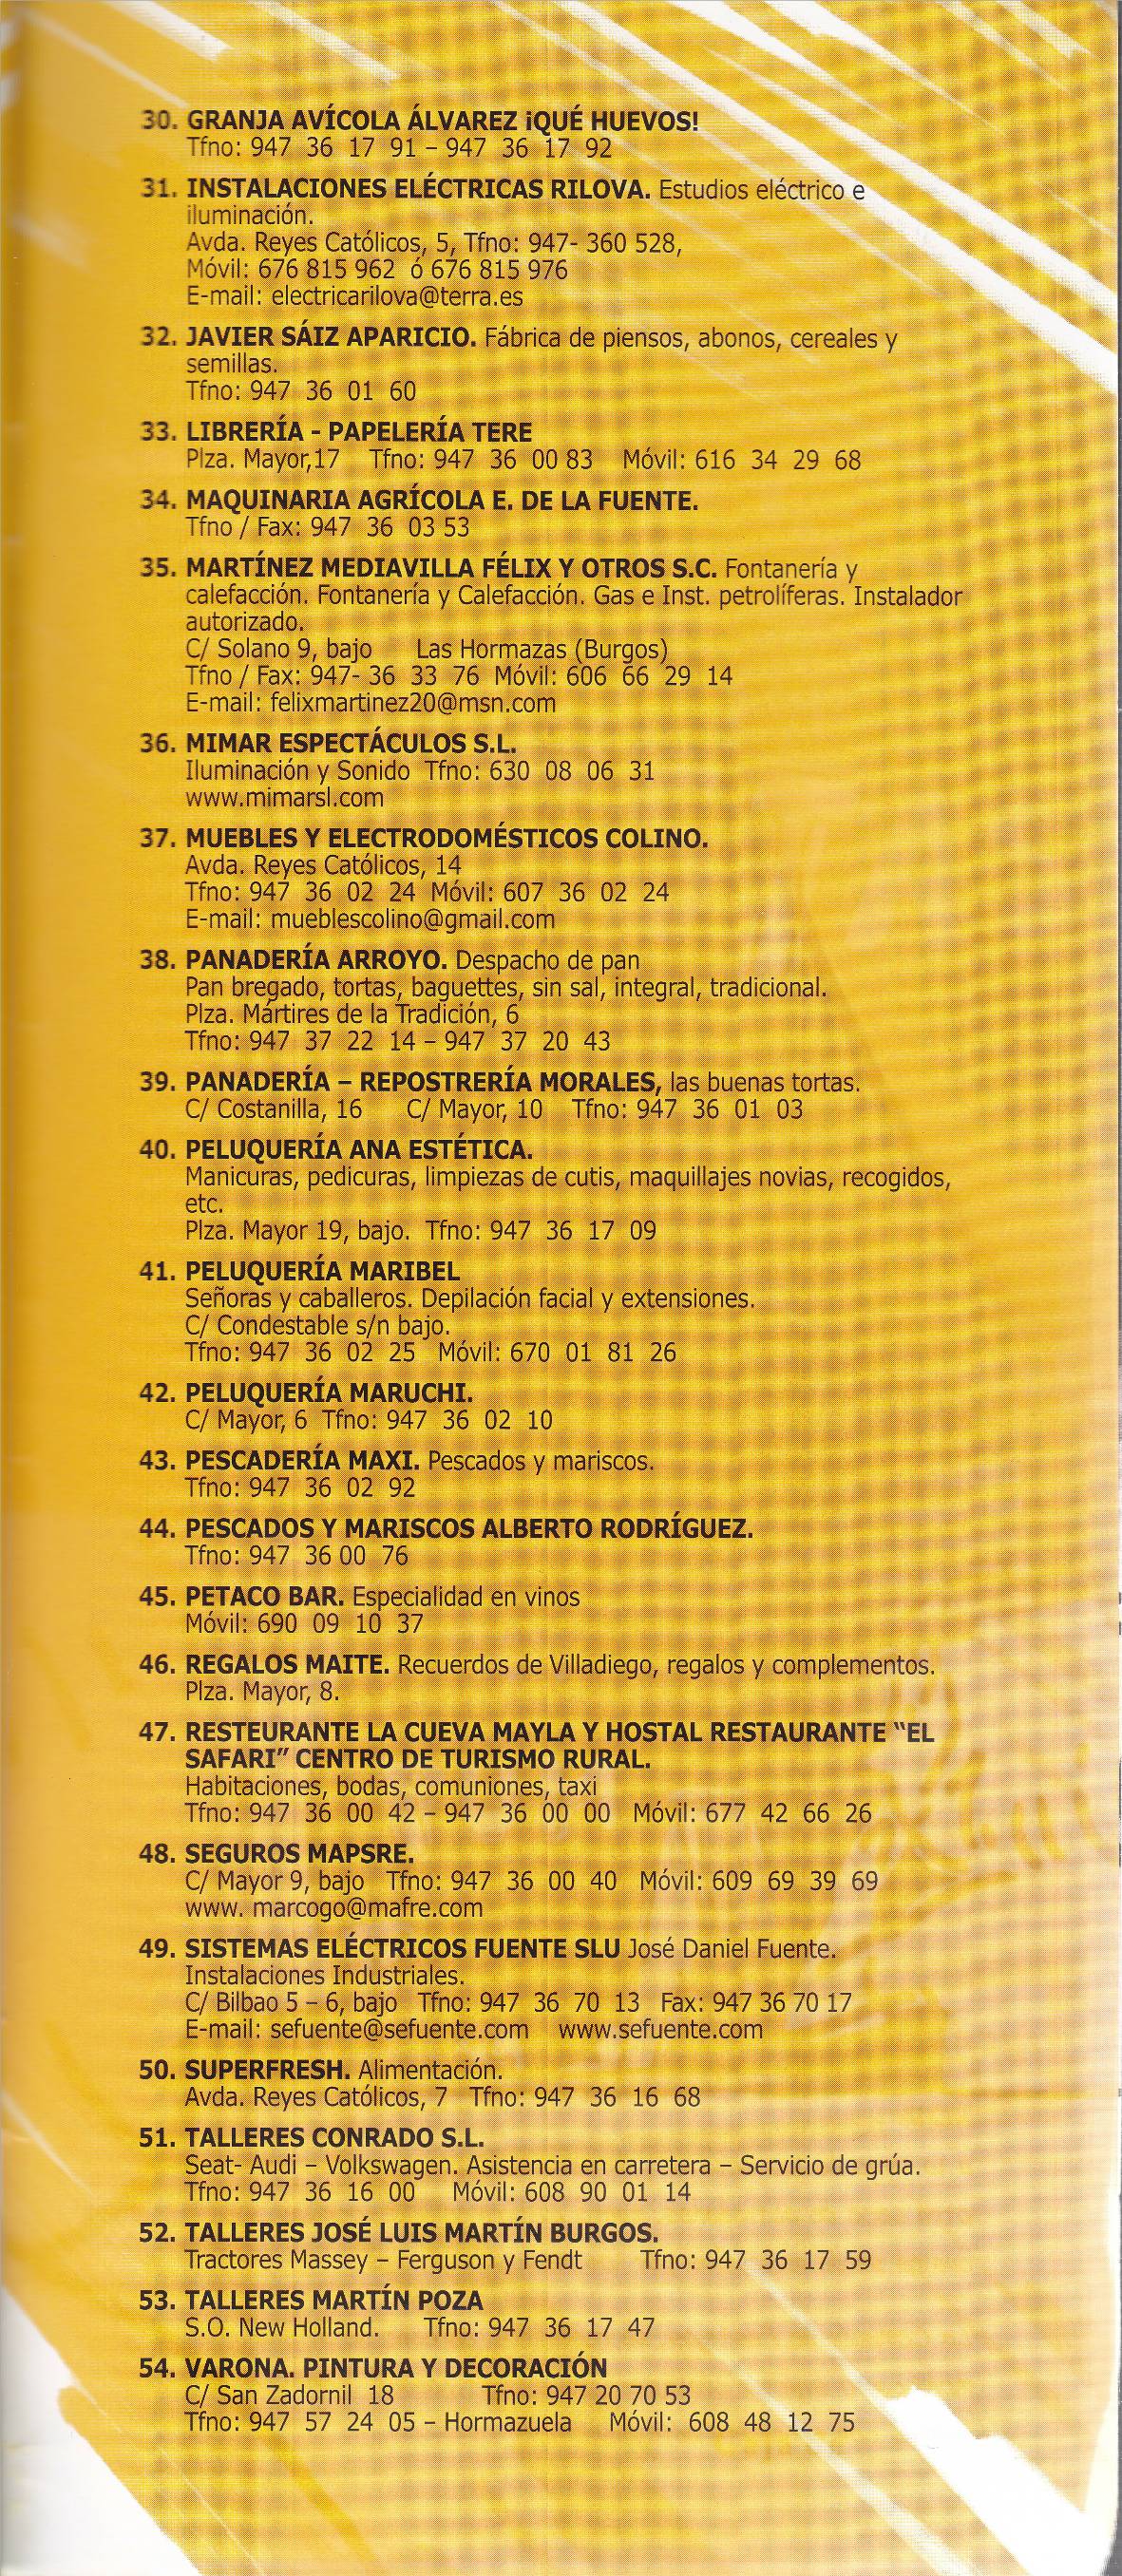 30. GRANJA AVÍCOLA ÁLVAREZ ¡QUÉ HUEVOS!
Tfno: 947 36 17 91 – 947 36 17 92
31. INSTALACIONES ELÉCTRICAS RILOVA. Estudios eléctrico e
iluminación.
Avda. Reyes Católicos, 5, Tfno: 947- 360 528,
Móvil: 676 815 962 ó 676 815 976
E-mail: electricarilova@terra.es
32. JAVIER SÁIZ APARICIO. Fábrica de piensos, abonos, cereales y
semillas.
Tfno: 947 36 01 60
33. LIBRERÍA - PAPELERÍA TERE
Plza. Mayor,17 Tfno: 947 36 00 83 Móvil: 616 34 29 68
34. MAQUINARIA AGRÍCOLA E. DE LA FUENTE.
Tfno / Fax: 947 36 03 53
35. MARTÍNEZ MEDIAVILLA FÉLIX Y OTROS S.C. Fontanería y
calefacción. Fontanería y Calefacción. Gas e Inst. petrolíferas. Instalador
autorizado.
C/ Solano 9, bajo Las Hormazas (Burgos)
Tfno / Fax: 947- 36 33 76 Móvil: 606 66 29 14
E-mail: felixmartinez20@msn.com
36. MIMAR ESPECTÁCULOS S.L.
Iluminación y Sonido Tfno: 630 08 06 31
www.mimarsl.com
37. MUEBLES Y ELECTRODOMÉSTICOS COLINO.
Avda. Reyes Católicos, 14
Tfno: 947 36 02 24 Móvil: 607 36 02 24
E-mail: mueblescolino@gmail.com
38. PANADERÍA ARROYO. Despacho de pan
Pan bregado, tortas, baguettes, sin sal, integral, tradicional.
Plza. Mártires de la Tradición, 6
Tfno: 947 37 22 14 – 947 37 20 43
39. PANADERÍA – REPOSTRERÍA MORALES, las buenas tortas.
C/ Costanilla, 16 C/ Mayor, 10 Tfno: 947 36 01 03
40. PELUQUERÍA ANA ESTÉTICA.
Manicuras, pedicuras, limpiezas de cutis, maquillajes novias, recogidos,
etc.
Plza. Mayor 19, bajo. Tfno: 947 36 17 09
41. PELUQUERÍA MARIBEL
Señoras y caballeros. Depilación facial y extensiones.
C/ Condestable s/n bajo.
Tfno: 947 36 02 25 Móvil: 670 01 81 26
42. PELUQUERÍA MARUCHI.
C/ Mayor, 6 Tfno: 947 36 02 10
43. PESCADERÍA MAXI. Pescados y mariscos.
Tfno: 947 36 02 92
44. PESCADOS Y MARISCOS ALBERTO RODRÍGUEZ.
Tfno: 947 36 00 76
45. PETACO BAR. Especialidad en vinos
Móvil: 690 09 10 37
46. REGALOS MAITE. Recuerdos de Villadiego, regalos y complementos.
Plza. Mayor, 8.
47. RESTEURANTE LA CUEVA MAYLA Y HOSTAL RESTAURANTE “EL
SAFARI” CENTRO DE TURISMO RURAL.
Habitaciones, bodas, comuniones, taxi
Tfno: 947 36 00 42 – 947 36 00 00 Móvil: 677 42 66 26
48. SEGUROS MAPSRE.
C/ Mayor 9, bajo Tfno: 947 36 00 40 Móvil: 609 69 39 69
www. marcogo@mafre.com
49. SISTEMAS ELÉCTRICOS FUENTE SLU José Daniel Fuente.
Instalaciones Industriales.
C/ Bilbao 5 – 6, bajo Tfno: 947 36 70 13 Fax: 947 36 70 17
E-mail: sefuente@sefuente.com www.sefuente.com
50. SUPERFRESH. Alimentación.
Avda. Reyes Católicos, 7 Tfno: 947 36 16 68
51. TALLERES CONRADO S.L.
Seat- Audi – Volkswagen. Asistencia en carretera – Servicio de grúa.
Tfno: 947 36 16 00 Móvil: 608 90 01 14
52. TALLERES JOSÉ LUIS MARTÍN BURGOS.
Tractores Massey – Ferguson y Fendt Tfno: 947 36 17 59
53. TALLERES MARTÍN POZA
S.O. New Holland. Tfno: 947 36 17 47
54. VARONA. PINTURA Y DECORACIÓN
C/ San Zadornil 18 Tfno: 947 20 70 53
Tfno: 947 57 24 05 – Hormazuela Móvil: 608 48 12 75